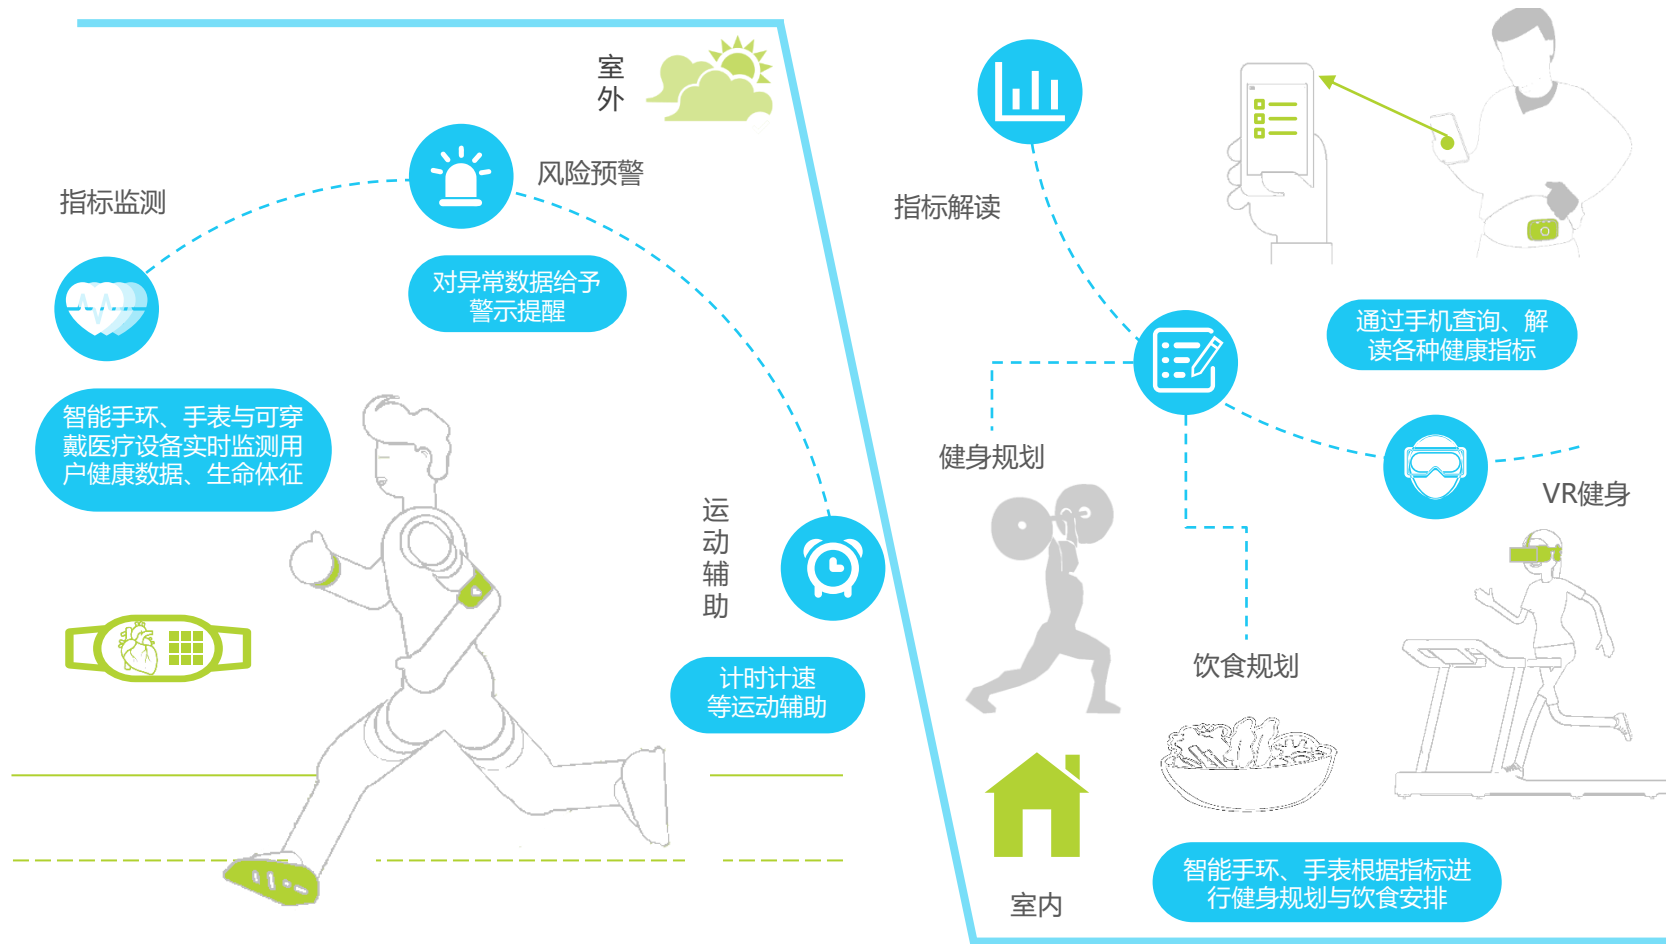 室
外
指标监测
风险预警
对异常数据给予
警示提醒
智能手环、手表与可穿
戴医疗设备实时监测用
户健康数据、生命体征
运
动
辅
助
计时计速
等运动辅助
指标解读
通过手机查询、解
读各种健康指标
健身规划
VR健身
饮食规划
智能手环、手表根据指标进
行健身规划与饮食安排
室内